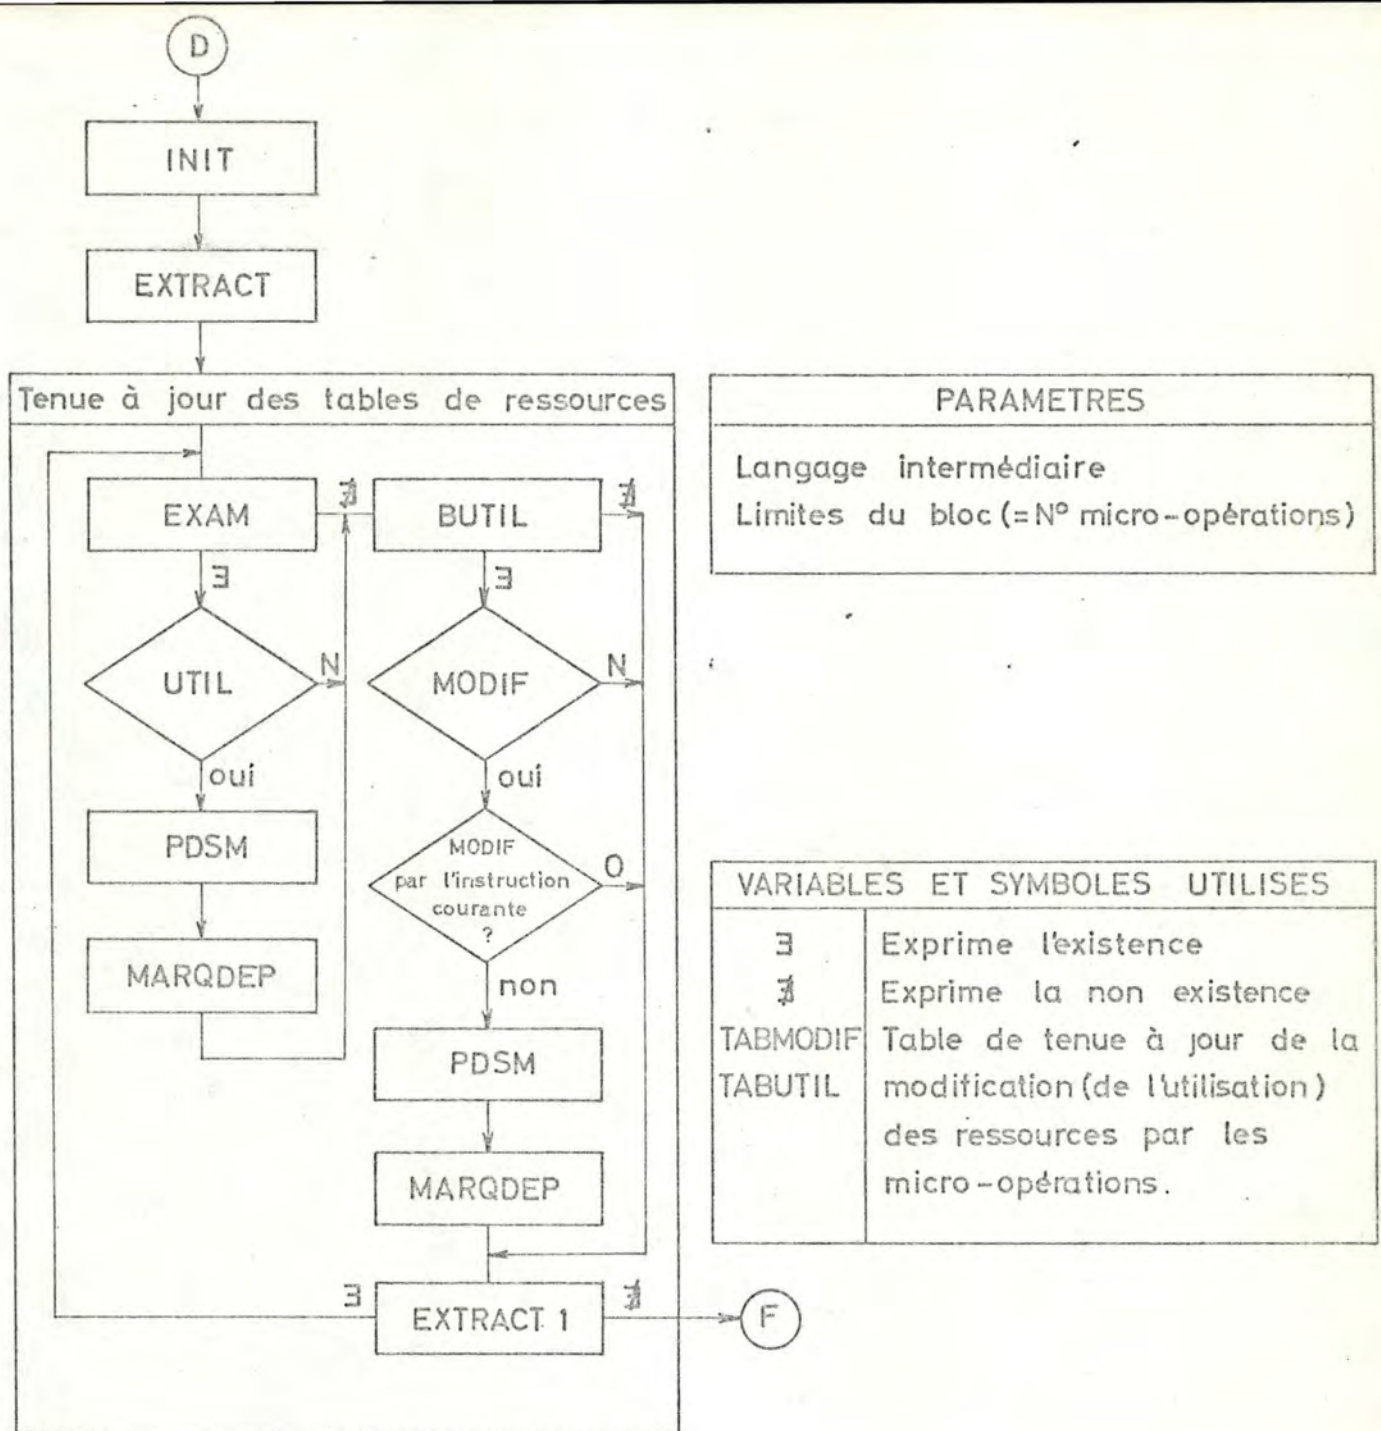 D
INIT
EXTRACT
Tenue à jour des tables de ressources
EXAM
∄
BUTIL
∄
∃
∃
UTIL
N
MODIF
N
oui
oui
PDSM
MODIF
par l'instruction
courante
?
O
MARQDEP
non
PDSM
MARQDEP
∃
EXTRACT 1
∄
F
PARAMETRES
Langage intermédiaire
Limites du bloc (= N° micro-opérations)
VARIABLES ET SYMBOLES UTILISES
∃ Exprime l'existence
∄ Exprime la non existence
TABMODIF Table de tenue à jour de la
TABUTIL modification (de l'utilisation)
des ressources par les
micro-opérations.